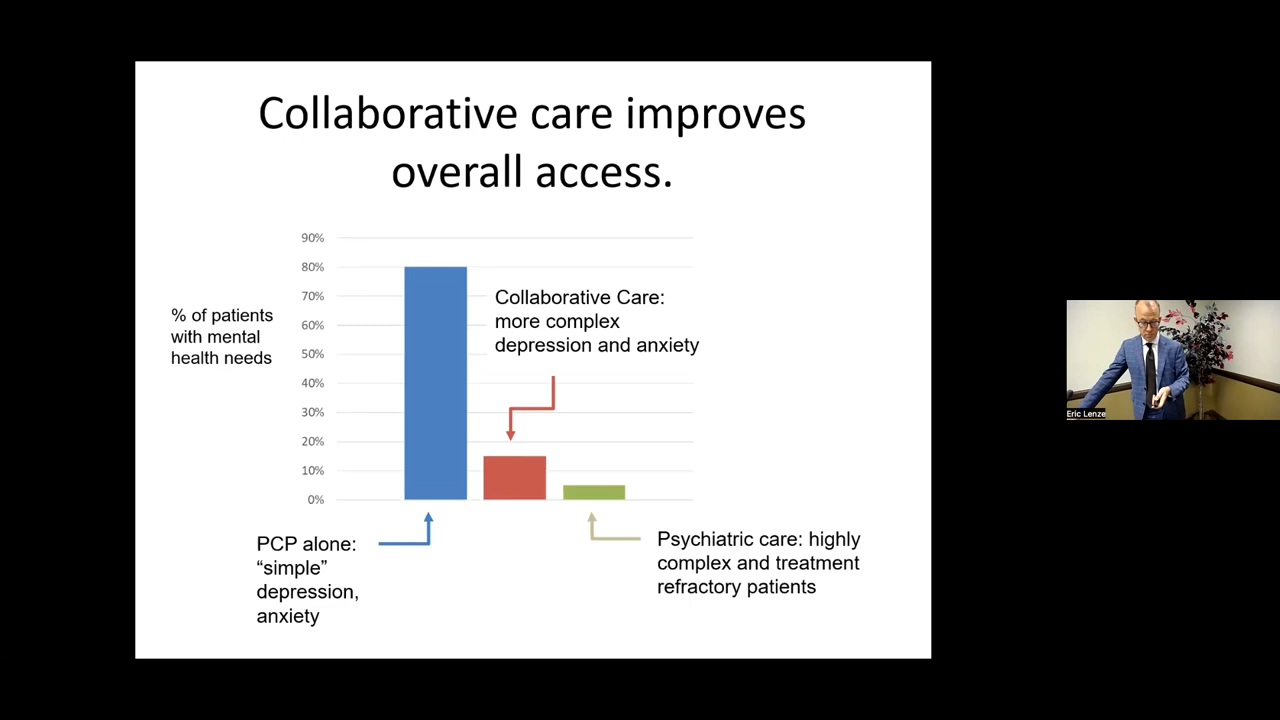 Collaborative care improves
overall access.
90%
80%
70%
60%
50%
40%
30%
20%
10%
0%
% of patients
with mental
health needs
Collaborative Care:
more complex
depression and anxiety
PCP alone:
“simple”
depression,
anxiety
Psychiatric care: highly
complex and treatment
refractory patients
Eric Lenze